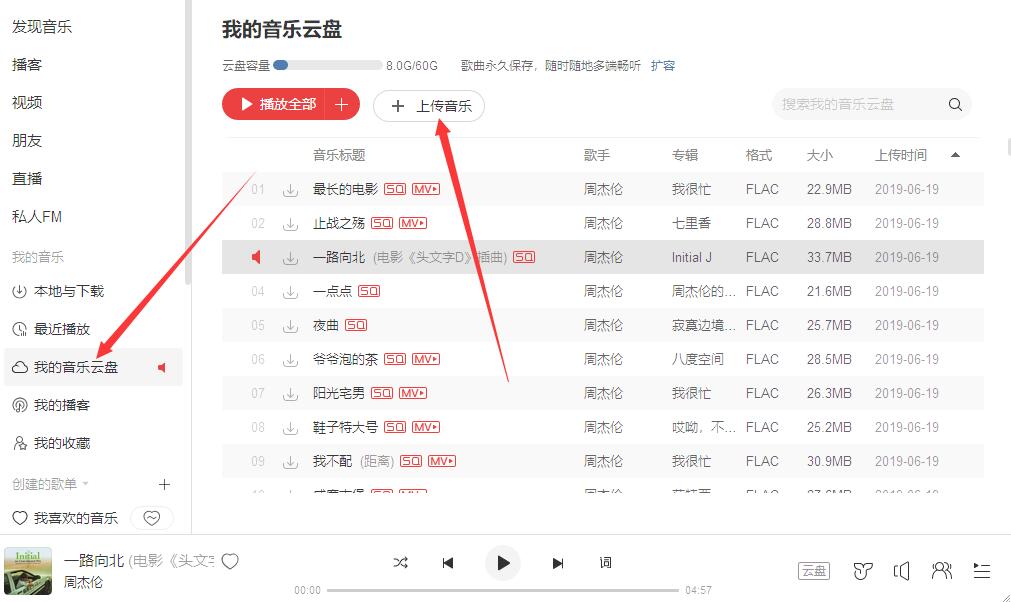 发现音乐
播客
视频
朋友
直播
私人FM
我的音乐
本地与下载
最近播放
我的音乐云盘
我的播客
我的收藏
创建的歌单
我喜欢的音乐
我的音乐云盘
云盘容量 8.0G/60G 歌曲永久保存，随时随地多端畅听 扩容
播放全部 上传音乐 搜索我的音乐云盘
音乐标题 歌手 专辑 格式 大小 上传时间
01 最长的电影 SQ MV 周杰伦 我很忙 FLAC 22.9MB 2019-06-19
02 止战之殇 SQ MV 周杰伦 七里香 FLAC 28.8MB 2019-06-19
一路向北 (电影《头文字D》插曲) SQ 周杰伦 Initial J FLAC 33.7MB 2019-06-19
04 一点点 SQ 周杰伦 周杰伦的... FLAC 21.6MB 2019-06-19
05 夜曲 SQ 周杰伦 寂寞边境... FLAC 25.7MB 2019-06-19
06 爷爷泡的茶 SQ MV 周杰伦 八度空间 FLAC 28.5MB 2019-06-19
07 阳光宅男 SQ MV 周杰伦 我很忙 FLAC 26.3MB 2019-06-19
08 鞋子特大号 SQ MV 周杰伦 哎呦，不... FLAC 25.2MB 2019-06-19
09 我不配 (距离) SQ MV 周杰伦 我很忙 FLAC 30.9MB 2019-06-19
Initial
一路向北 (电影《头文字
周杰伦
词
00:00 04:57
云盘